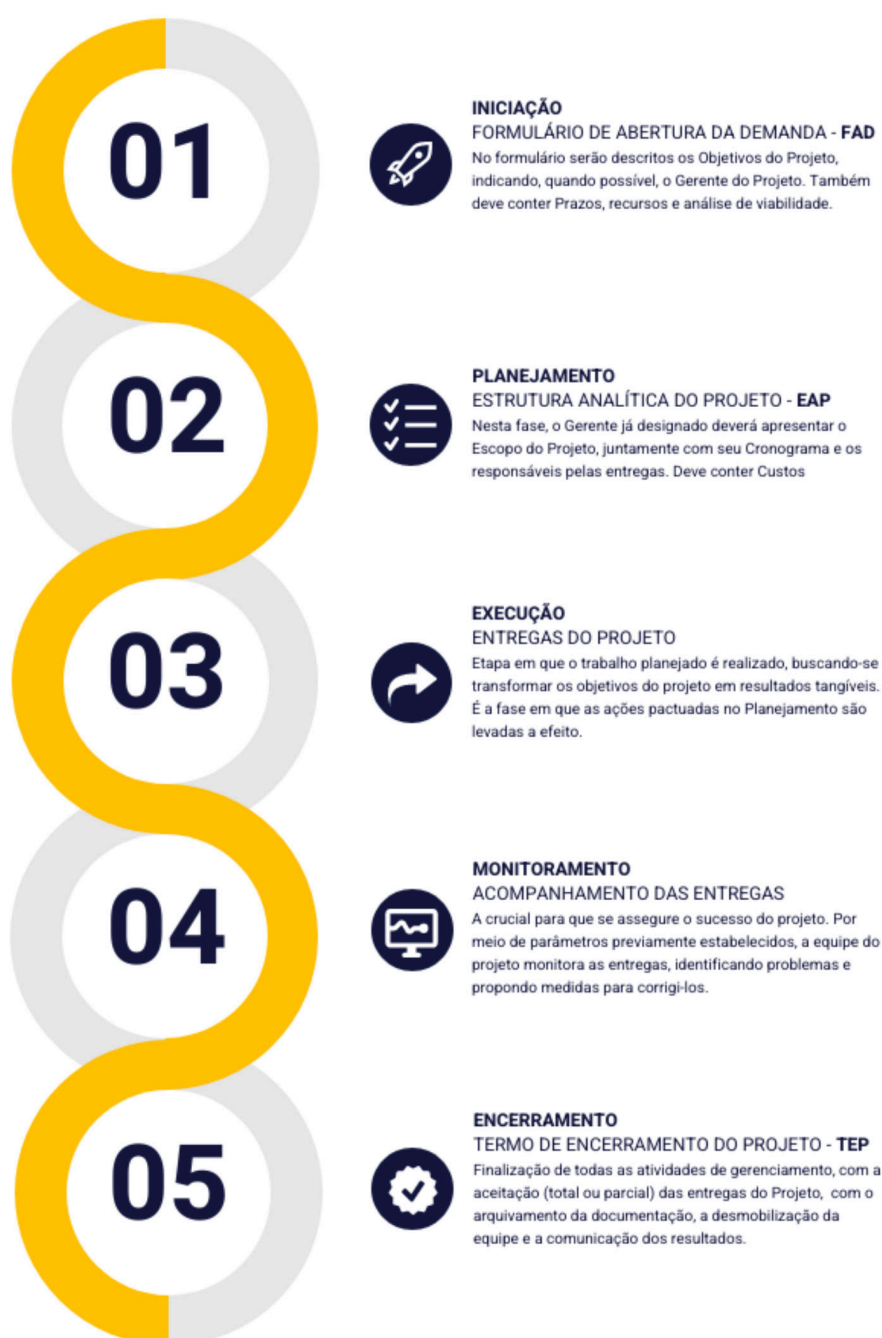 01
INICIAÇÃO
FORMULÁRIO DE ABERTURA DA DEMANDA - FAD
No formulário serão descritos os Objetivos do Projeto,
indicando, quando possível, o Gerente do Projeto. Também
deve conter Prazos, recursos e análise de viabilidade.
02
PLANEJAMENTO
ESTRUTURA ANALÍTICA DO PROJETO - EAP
Nesta fase, o Gerente já designado deverá apresentar o
Escopo do Projeto, juntamente com seu Cronograma e os
responsáveis pelas entregas. Deve conter Custos
03
EXECUÇÃO
ENTREGAS DO PROJETO
Etapa em que o trabalho planejado é realizado, buscando-se
transformar os objetivos do projeto em resultados tangíveis.
É a fase em que as ações pactuadas no Planejamento são
levadas a efeito.
04
MONITORAMENTO
ACOMPANHAMENTO DAS ENTREGAS
A crucial para que se assegure o sucesso do projeto. Por
meio de parâmetros previamente estabelecidos, a equipe do
projeto monitora as entregas, identificando problemas e
propondo medidas para corrigi-los.
05
ENCERRAMENTO
TERMO DE ENCERRAMENTO DO PROJETO - TEP
Finalização de todas as atividades de gerenciamento, com a
aceitação (total ou parcial) das entregas do Projeto, com o
arquivamento da documentação, a desmobilização da
equipe e a comunicação dos resultados.